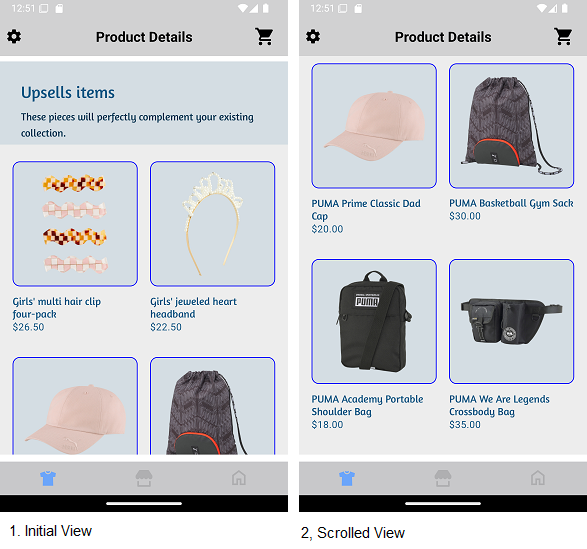 12:51
Product Details
Upsells items
These pieces will perfectly complement your existing
collection.
Girls' multi hair clip
four-pack
$26.50
Girls' jeweled heart
headband
$22.50
1. Initial View
12:51
Product Details
PUMA Prime Classic Dad
Cap
$20.00
PUMA Basketball Gym Sack
$30.00
PUMA
PUMA Academy Portable
Shoulder Bag
$18.00
PUMA We Are Legends
Crossbody Bag
$35.00
2, Scrolled View